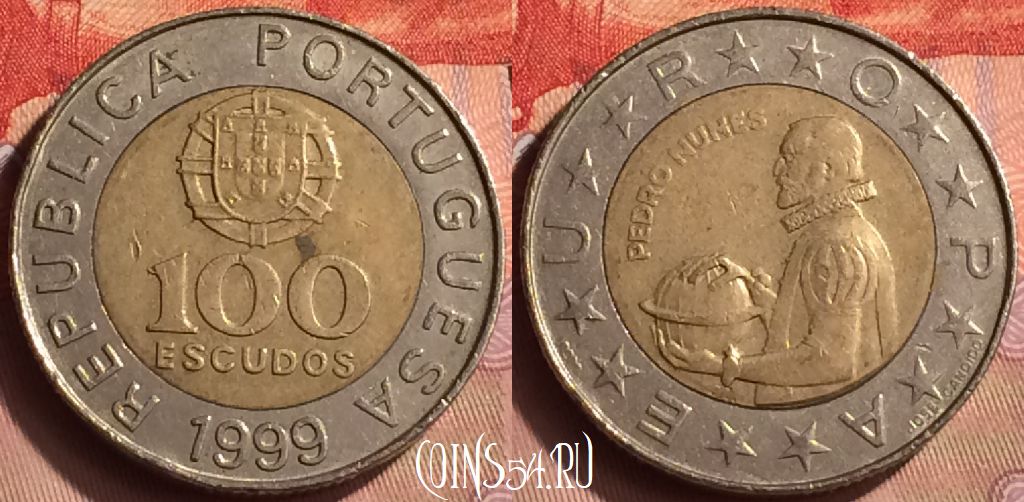 REPUBLICA PORTUGUESA
100
ESCUDOS
1999
EUROPA
PEDRO NUNES
COINS54.RU